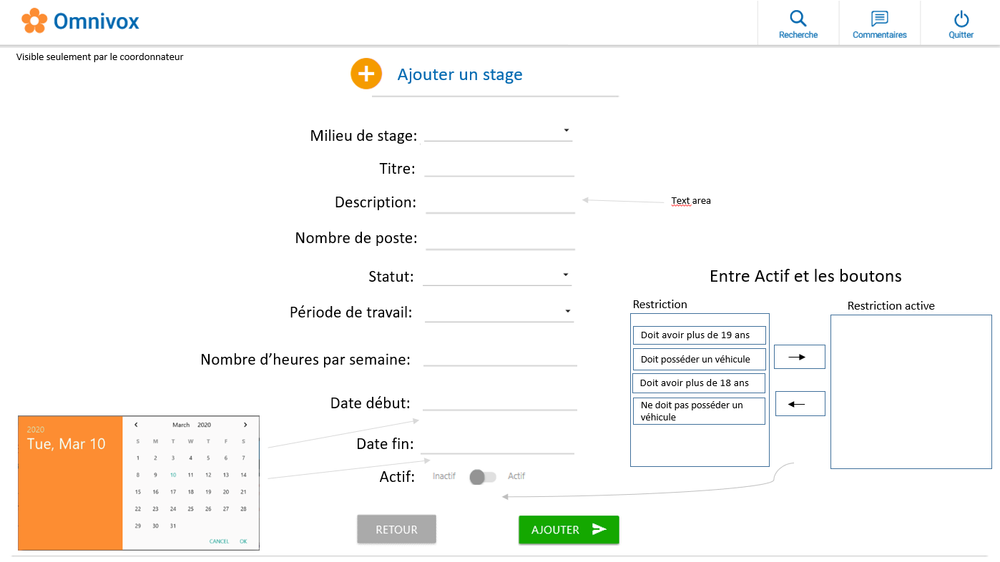 Omnivox
Recherche
Commentaires
Quitter
Visible seulement par le coordonnateur
Ajouter un stage
Milieu de stage:
Titre:
Description:
Text area
Nombre de poste:
Statut:
Période de travail:
Nombre d’heures par semaine:
Date début:
Date fin:
Actif:
Inactif
Actif
RETOUR
AJOUTER
Entre Actif et les boutons
Restriction
Restriction active
Doit avoir plus de 19 ans
Doit posséder un véhicule
Doit avoir plus de 18 ans
Ne doit pas posséder un
véhicule
2020
Tue, Mar 10
March 2020
S M T W T F S
1 2 3 4 5 6 7
8 9 10 11 12 13 14
15 16 17 18 19 20 21
22 23 24 25 26 27 28
29 30 31
CANCEL OK